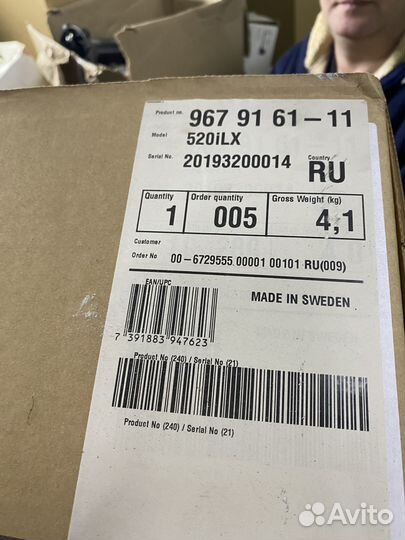 Product no. 967 91 61-11
Model 520iLX
Serial No. 20193200014 Country
RU
Quantity Order quantity Gross Weight (kg)
1 005 4,1
Customer
Order No 00-6729555 00001 00101 RU(009)
EAN/UPC
MADE IN SWEDEN
7 391883 947623
Product No (240) / Serial No (21)
Product No (240) / Serial No (21)
Avito